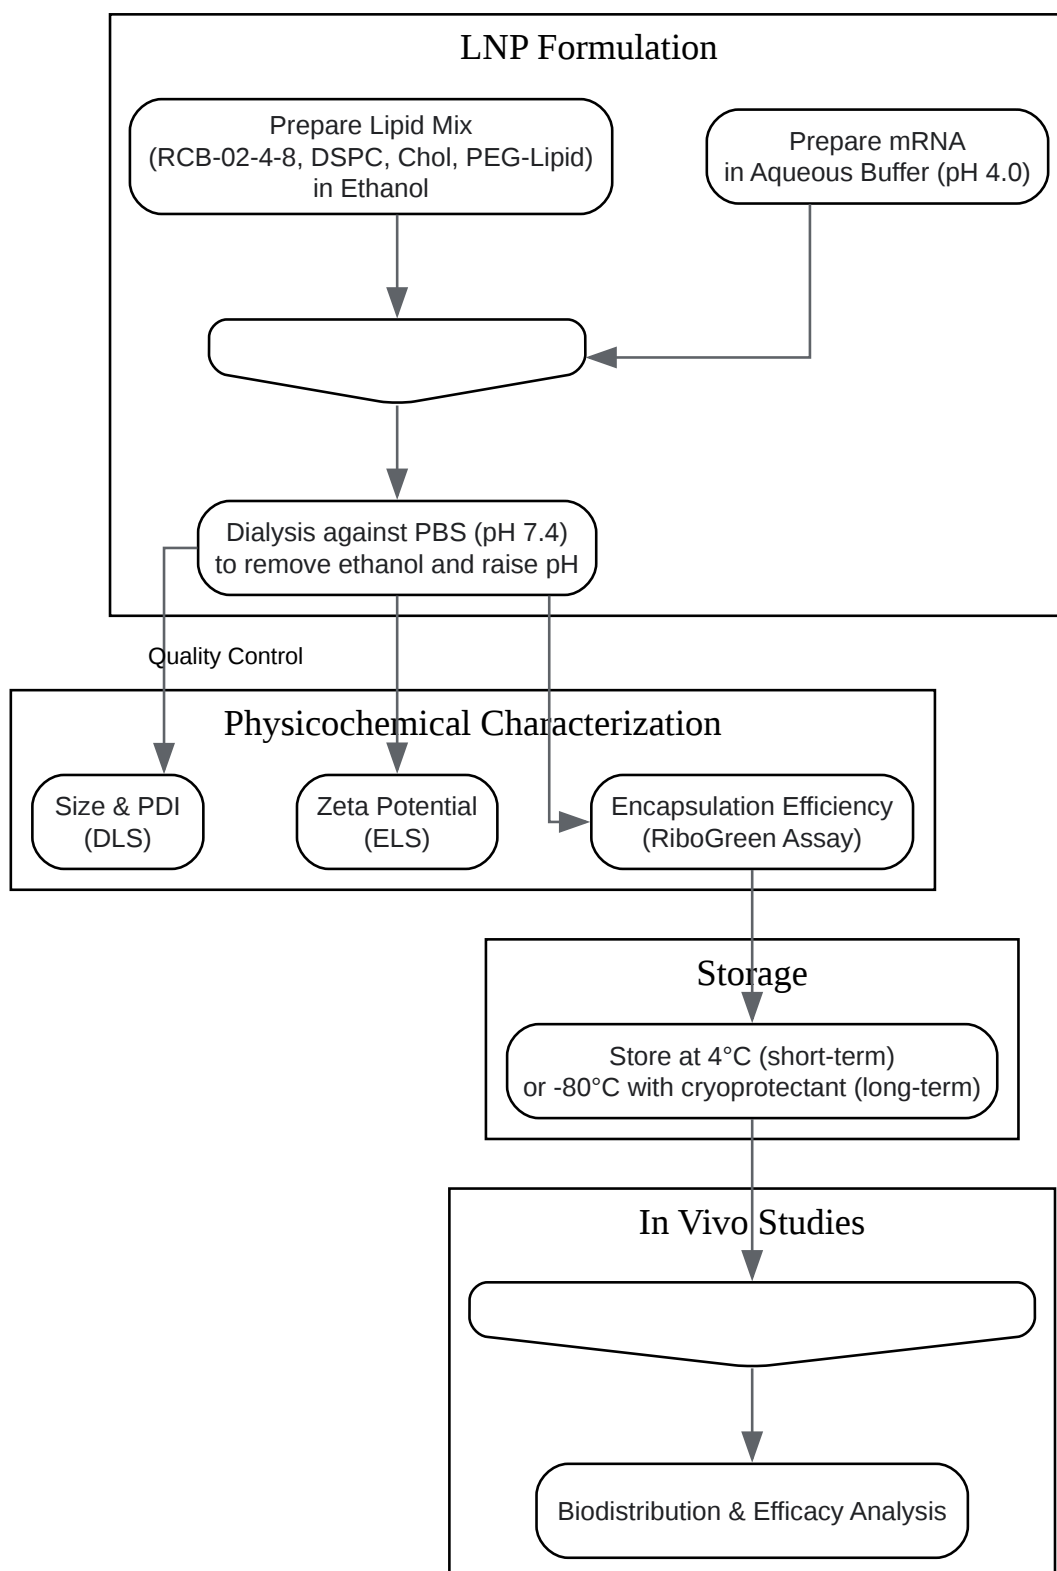 LNP Formulation
Prepare Lipid Mix
(RCB-02-4-8, DSPC, Chol, PEG-Lipid)
in Ethanol
Prepare mRNA
in Aqueous Buffer (pH 4.0)
Dialysis against PBS (pH 7.4)
to remove ethanol and raise pH
Quality Control
Physicochemical Characterization
Size & PDI
(DLS)
Zeta Potential
(ELS)
Encapsulation Efficiency
(RiboGreen Assay)
Storage
Store at 4°C (short-term)
or -80°C with cryoprotectant (long-term)
In Vivo Studies
Biodistribution & Efficacy Analysis